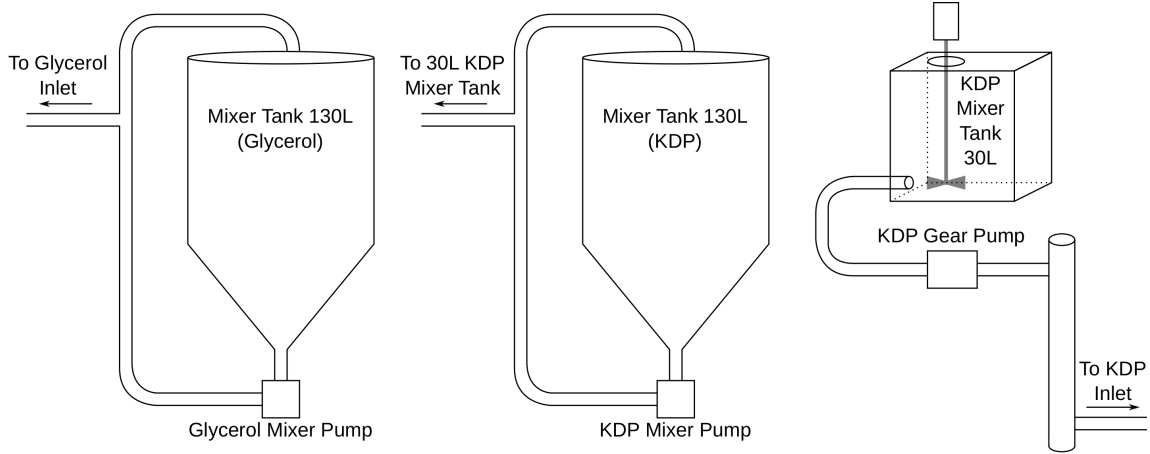 To Glycerol
Inlet
Mixer Tank 130L
(Glycerol)
Glycerol Mixer Pump
To 30L KDP
Mixer Tank
Mixer Tank 130L
(KDP)
KDP Mixer Pump
KDP
Mixer
Tank
30L
KDP Gear Pump
To KDP
Inlet